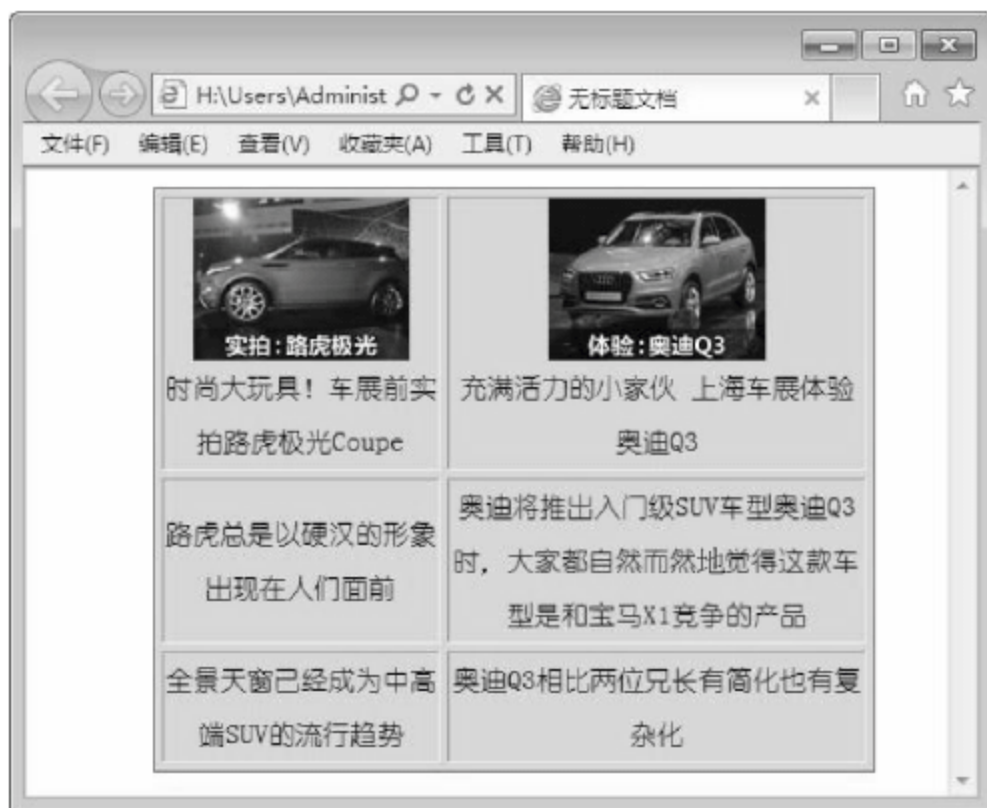 H:\Users\Administ
无标题文档
文件(F) 编辑(E) 查看(V) 收藏夹(A) 工具(T) 帮助(H)
实拍:路虎极光
时尚大玩具！车展前实
拍路虎极光Coupe
体验:奥迪Q3
充满活力的小家伙 上海车展体验
奥迪Q3
路虎总是以硬汉的形象
出现在人们面前
奥迪将推出入门级SUV车型奥迪Q3
时，大家都自然而然地觉得这款车
型是和宝马X1竞争的产品
全景天窗已经成为中高
端SUV的流行趋势
奥迪Q3相比两位兄长有简化也有复
杂化